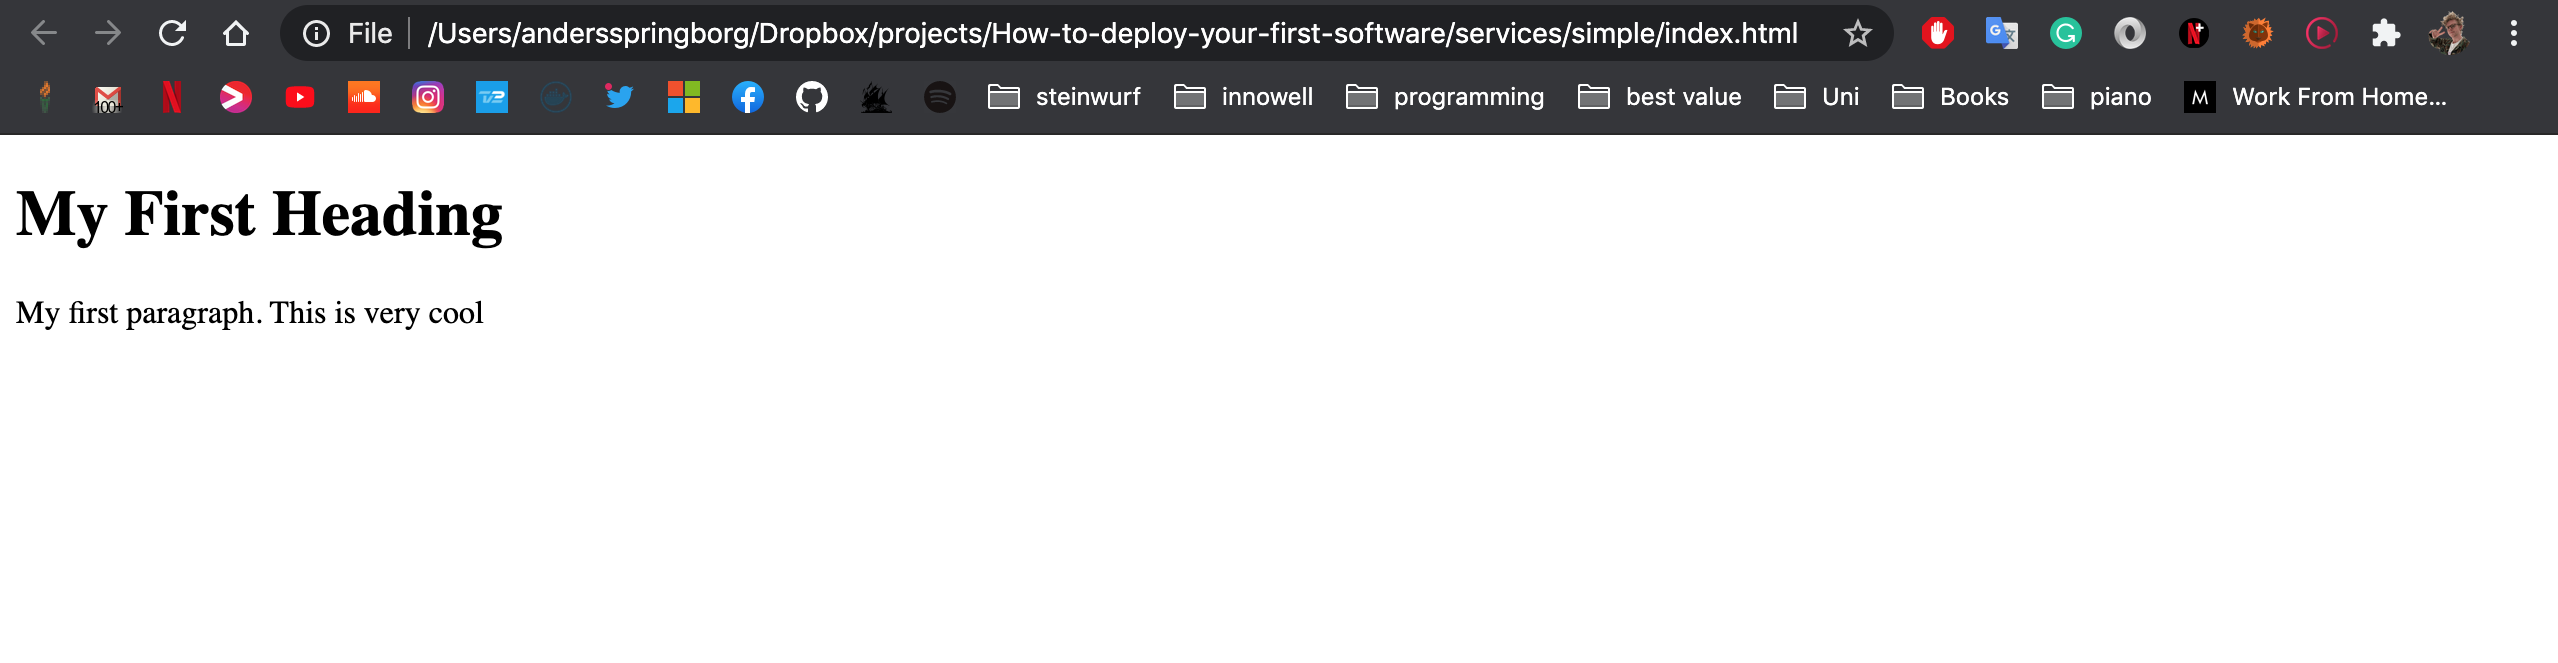 File /Users/andersspringborg/Dropbox/projects/How-to-deploy-your-first-software/services/simple/index.html
100+ steinwurf innowell programming best value Uni Books piano M Work From Home...
My First Heading
My first paragraph. This is very cool